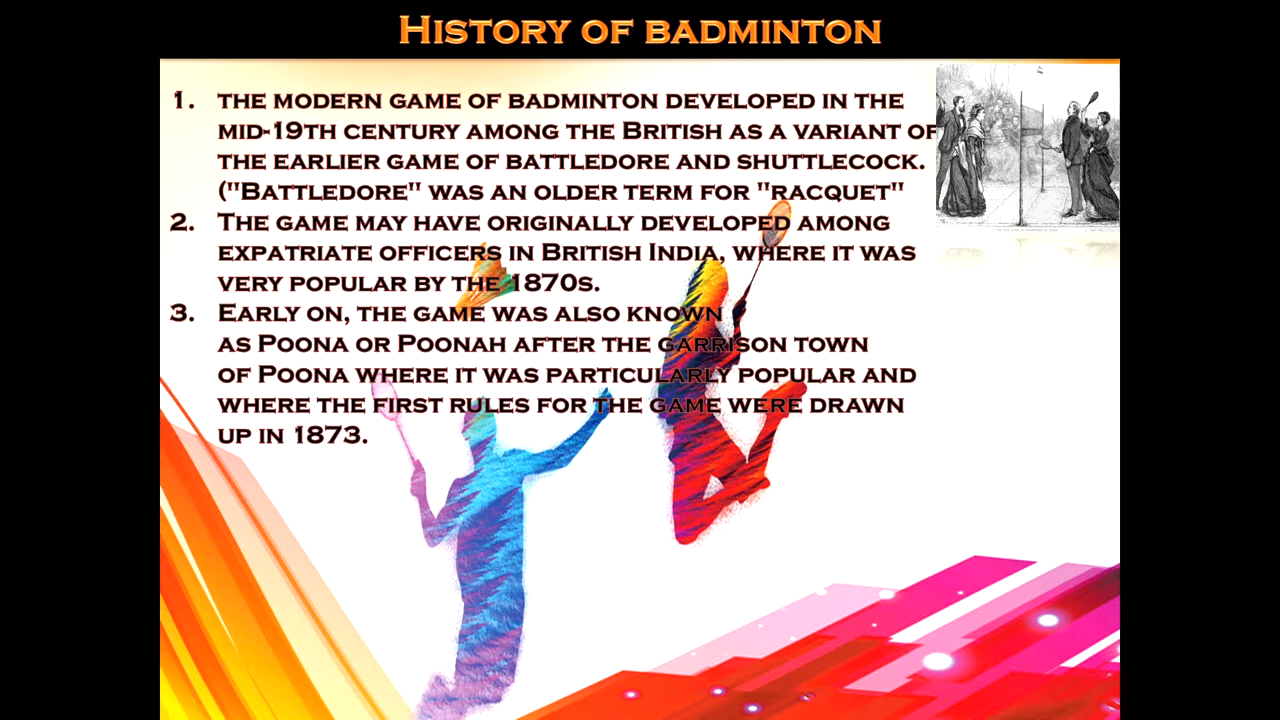 History of badminton
1. the modern game of badminton developed in the
mid-19th century among the British as a variant of
the earlier game of battledore and shuttlecock.
("Battledore" was an older term for "racquet"
2. The game may have originally developed among
expatriate officers in British India, where it was
very popular by the 1870s.
3. Early on, the game was also known
as Poona or Poonah after the garrison town
of Poona where it was particularly popular and
where the first rules for the game were drawn
up in 1873.